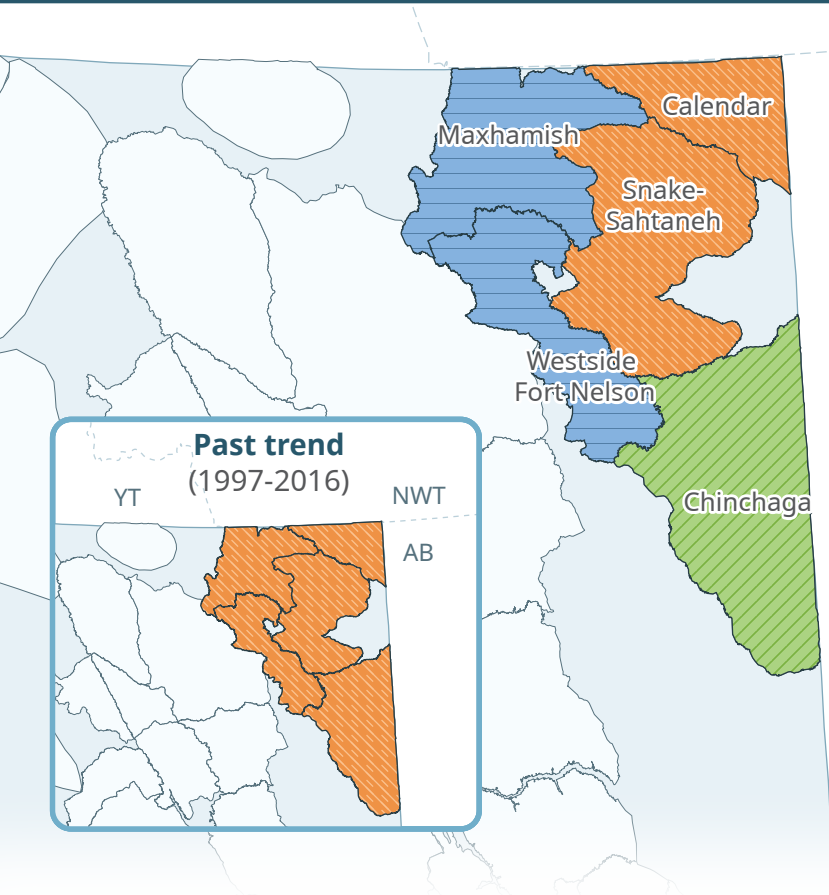 Calendar
Maxhamish
Snake-
Sahtaneh
Westside
Fort Nelson
Chinchaga
Past trend
(1997-2016)
YT
NWT
AB